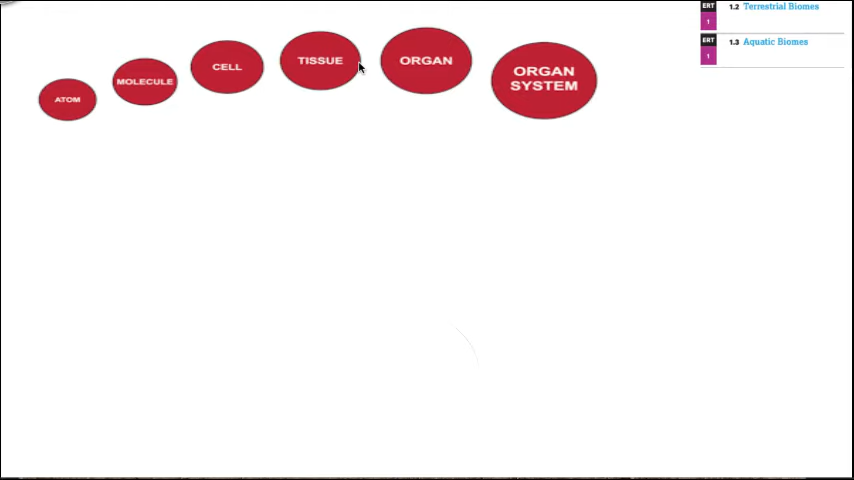 ATOM
MOLECULE
CELL
TISSUE
ORGAN
ORGAN
SYSTEM
ERT
1.2 Terrestrial Biomes
1
ERT
1.3 Aquatic Biomes
1